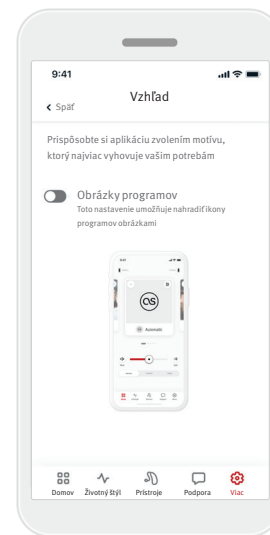 9:41
Vzhľad
Späť
Prispôsobte si aplikáciu zvolením motívu,
ktorý najviac vyhovuje vašim potrebám
Obrázky programov
Toto nastavenie umožňuje nahradiť ikony
programov obrázkami
Automatic
Domov Životný štýl Prístroje Podpora Viac